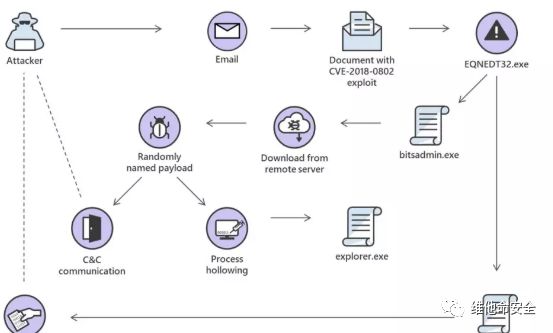 Attacker
Email
Document with
CVE-2018-0802
exploit
EQNEDT32.exe
Randomly
named payload
Download from
remote server
bitsadmin.exe
C&C
communication
Process
hollowing
explorer.exe
维他命安全